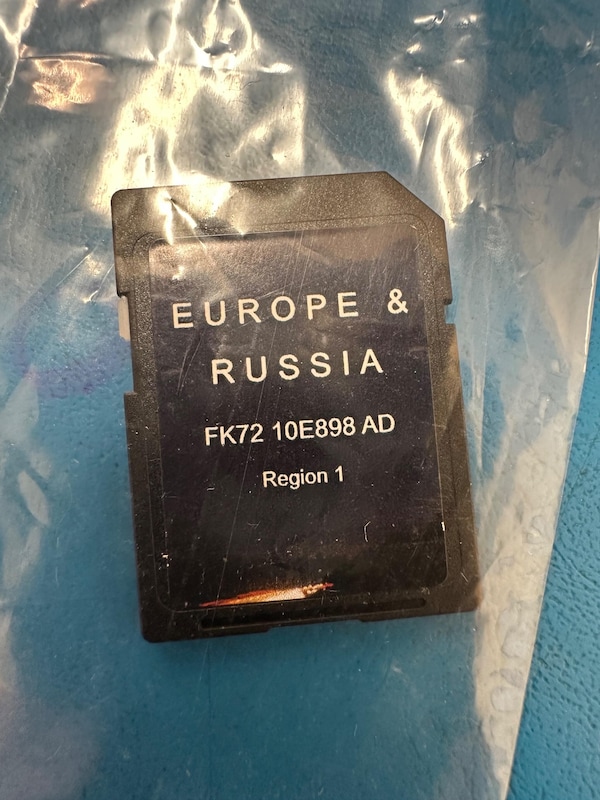 EUROPE &
RUSSIA
FK72 10E898 AD
Region 1